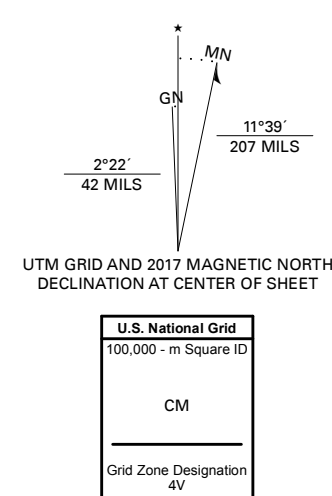 ★
MN
GN
11°39´
207 MILS
2°22´
42 MILS
UTM GRID AND 2017 MAGNETIC NORTH
DECLINATION AT CENTER OF SHEET
U.S. National Grid
100,000 - m Square ID
CM
Grid Zone Designation
4V